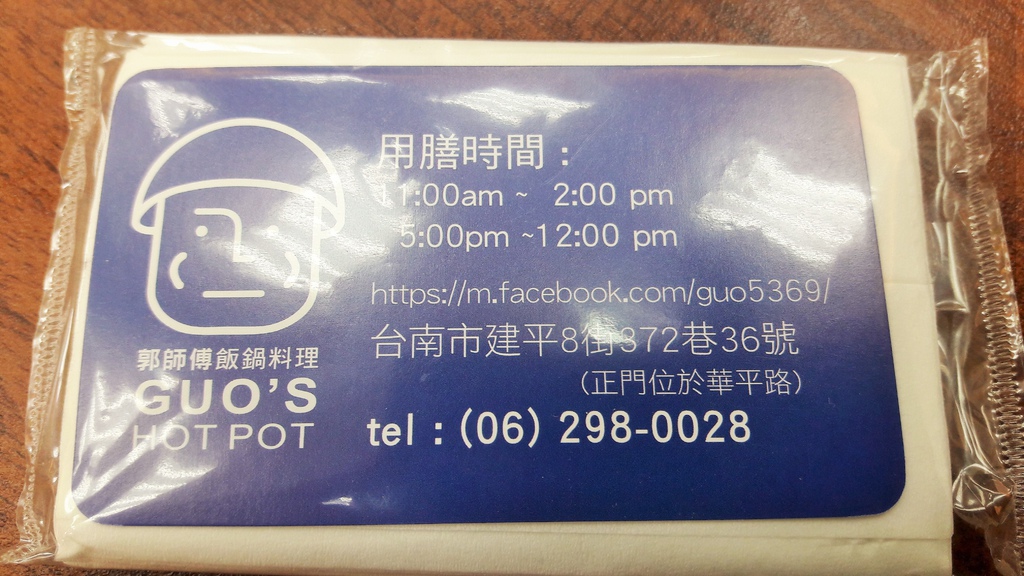 用膳時間：
11:00am ~ 2:00 pm
5:00pm ~12:00 pm
https://m.facebook.com/guo5369/
台南市建平8街372巷36號
（正門位於華平路）
tel：(06) 298-0028
郭師傅飯鍋料理
GUO'S
HOT POT